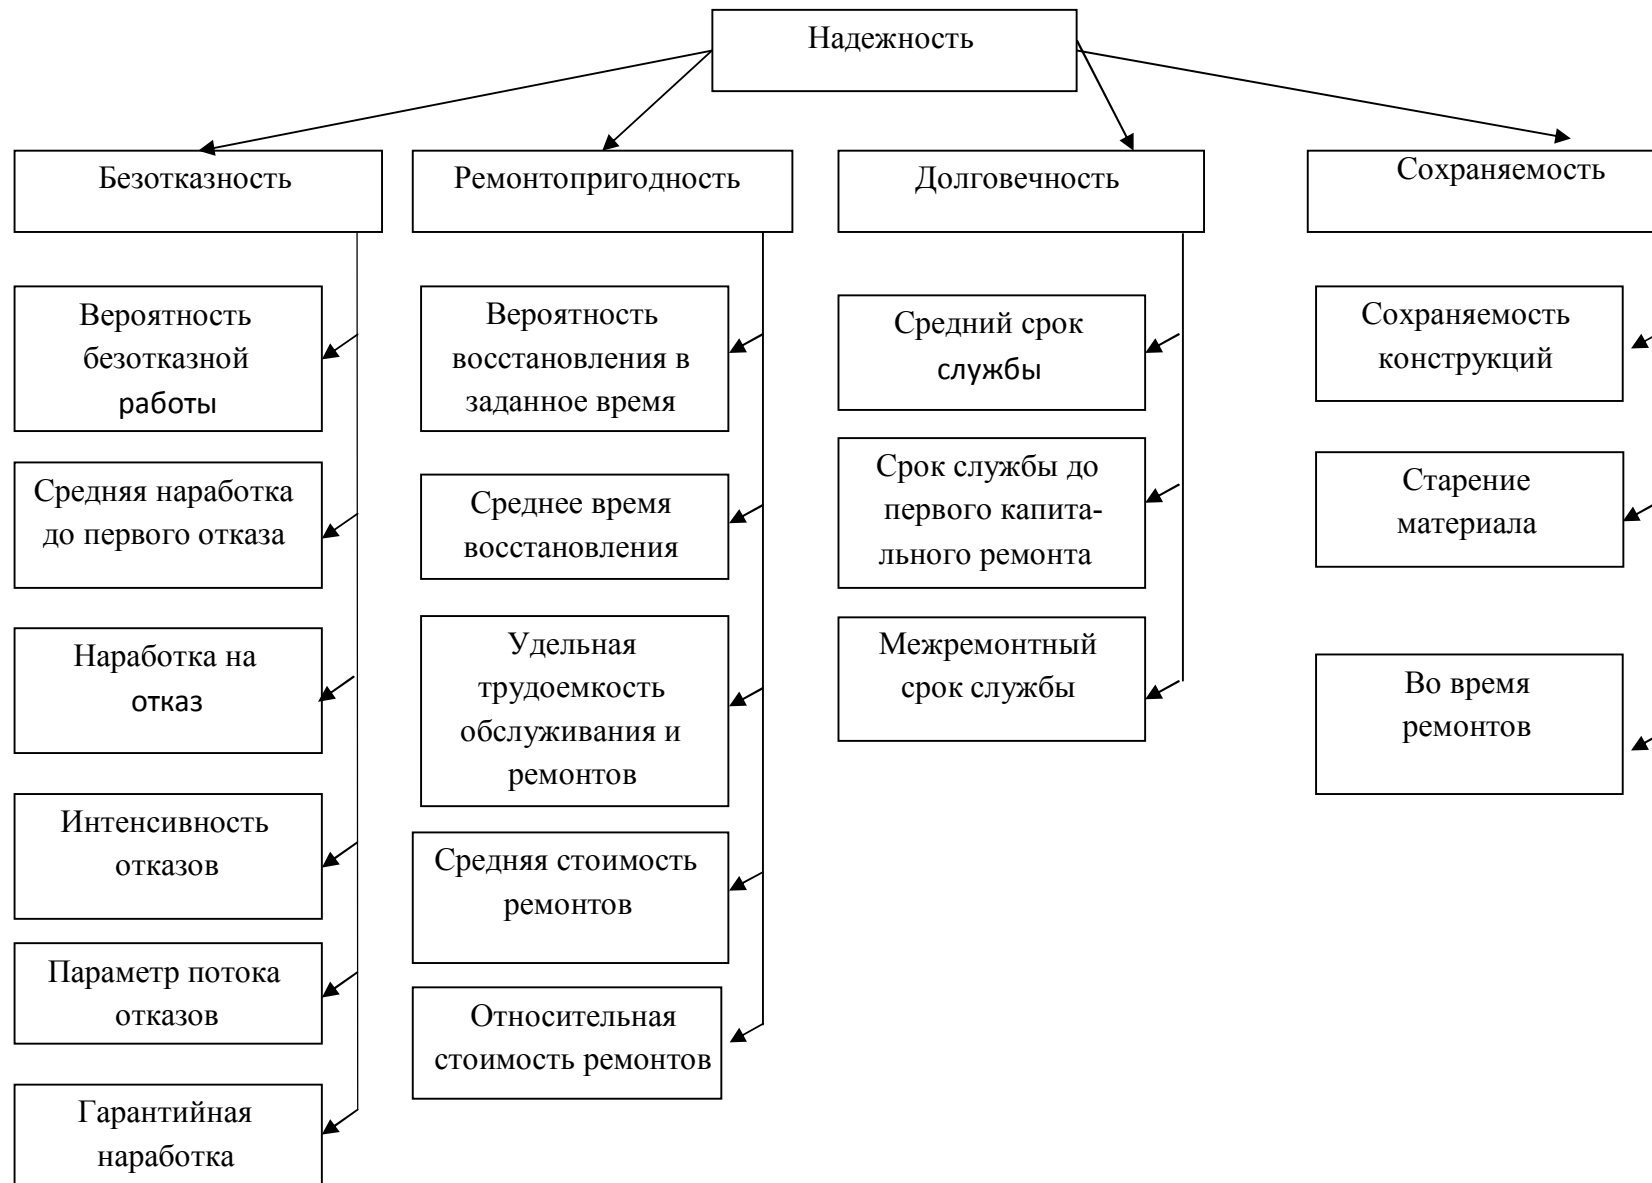 Надежность
Безотказность
Ремонтопригодность
Долговечность
Сохраняемость
Вероятность
безотказной
работы
Средняя наработка
до первого отказа
Наработка на
отказ
Интенсивность
отказов
Параметр потока
отказов
Гарантийная
наработка
Вероятность
восстановления в
заданное время
Среднее время
восстановления
Удельная
трудоемкость
обслуживания и
ремонтов
Средняя стоимость
ремонтов
Относительная
стоимость ремонтов
Средний срок
службы
Срок службы до
первого капита-
льного ремонта
Межремонтный
срок службы
Сохраняемость
конструкций
Старение
материала
Во время
ремонтов